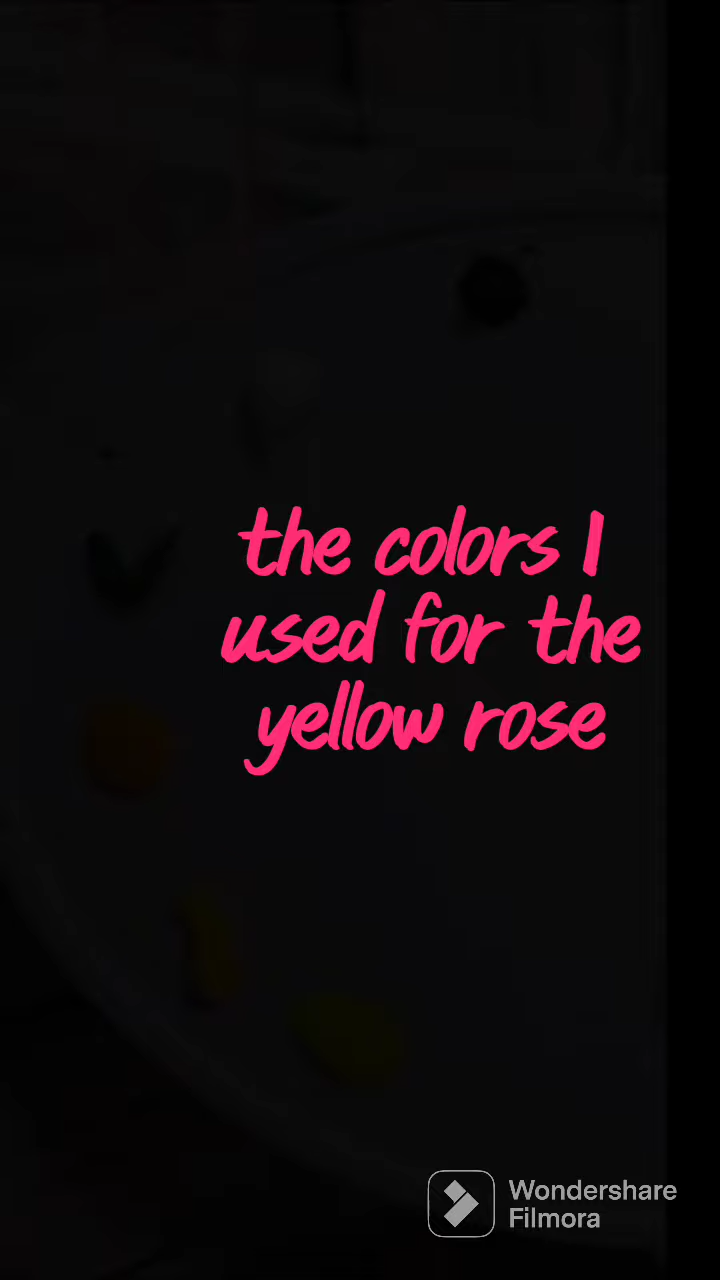 the colors I
used for the
yellow rose
Wondershare
Filmora